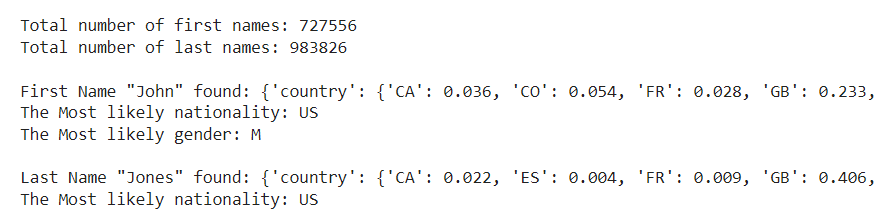 Total number of first names: 727556
Total number of last names: 983826
First Name "John" found: {'country': {'CA': 0.036, 'CO': 0.054, 'FR': 0.028, 'GB': 0.233,
The Most likely nationality: US
The Most likely gender: M
Last Name "Jones" found: {'country': {'CA': 0.022, 'ES': 0.004, 'FR': 0.009, 'GB': 0.406,
The Most likely nationality: US